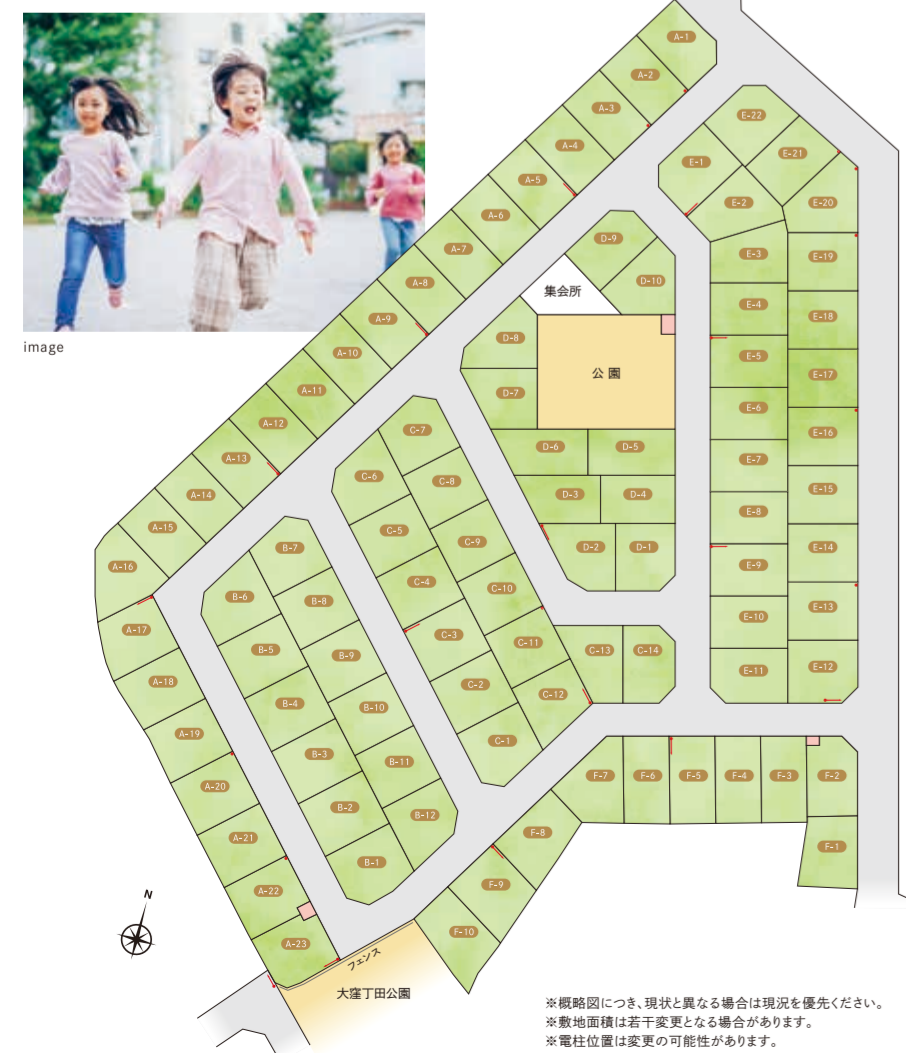 image
A-1
A-2
A-3
A-4
A-5
A-6
A-7
A-8
A-9
A-10
A-11
A-12
A-13
A-14
A-15
A-16
A-17
A-18
A-19
A-20
A-21
A-22
A-23
B-1
B-2
B-3
B-4
B-5
B-6
B-7
B-8
B-9
B-10
B-11
B-12
C-1
C-2
C-3
C-4
C-5
C-6
C-7
C-8
C-9
C-10
C-11
C-12
C-13
C-14
D-1
D-2
D-3
D-4
D-5
D-6
D-7
D-8
D-9
D-10
集会所
公園
E-1
E-2
E-3
E-4
E-5
E-6
E-7
E-8
E-9
E-10
E-11
E-12
E-13
E-14
E-15
E-16
E-17
E-18
E-19
E-20
E-21
E-22
F-1
F-2
F-3
F-4
F-5
F-6
F-7
F-8
F-9
F-10
N
フェンス
大窪丁田公園
※概略図につき、現状と異なる場合は現況を優先ください。
※敷地面積は若干変更となる場合があります。
※電柱位置は変更の可能性があります。